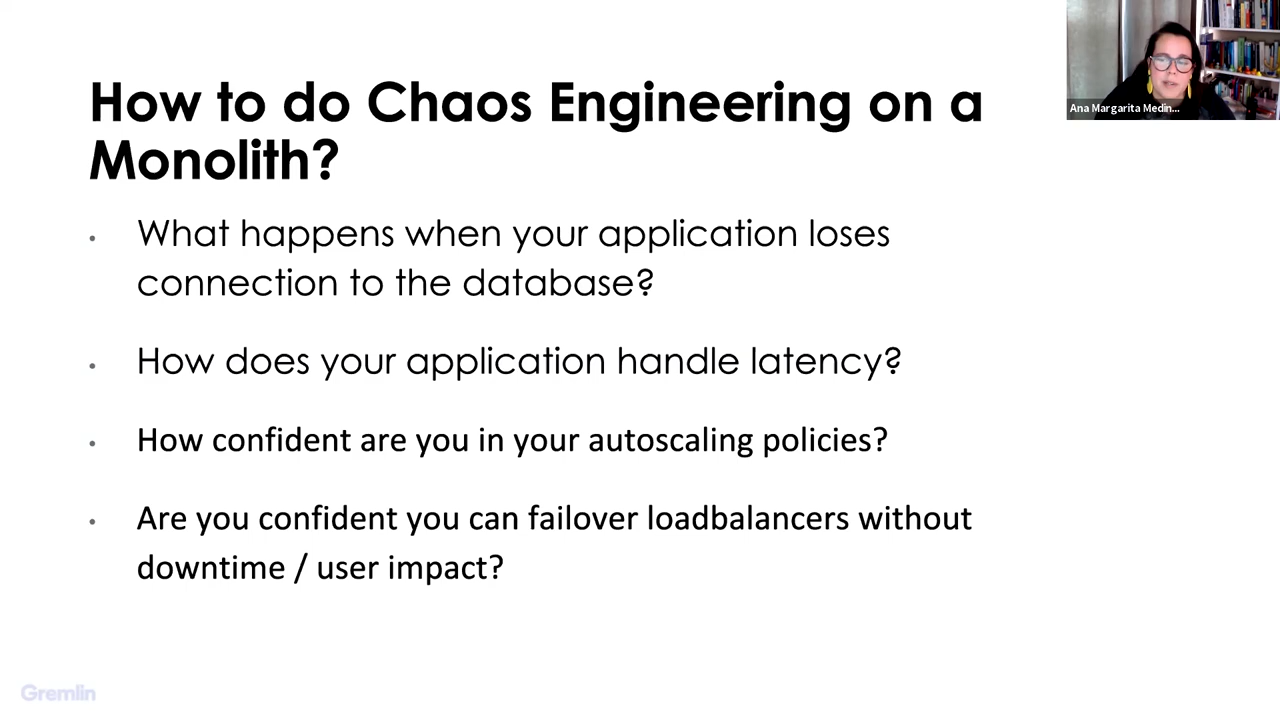 How to do Chaos Engineering on a
Monolith?
• What happens when your application loses
connection to the database?
• How does your application handle latency?
• How confident are you in your autoscaling policies?
• Are you confident you can failover loadbalancers without
downtime / user impact?
Ana Margarita Medin...
Gremlin